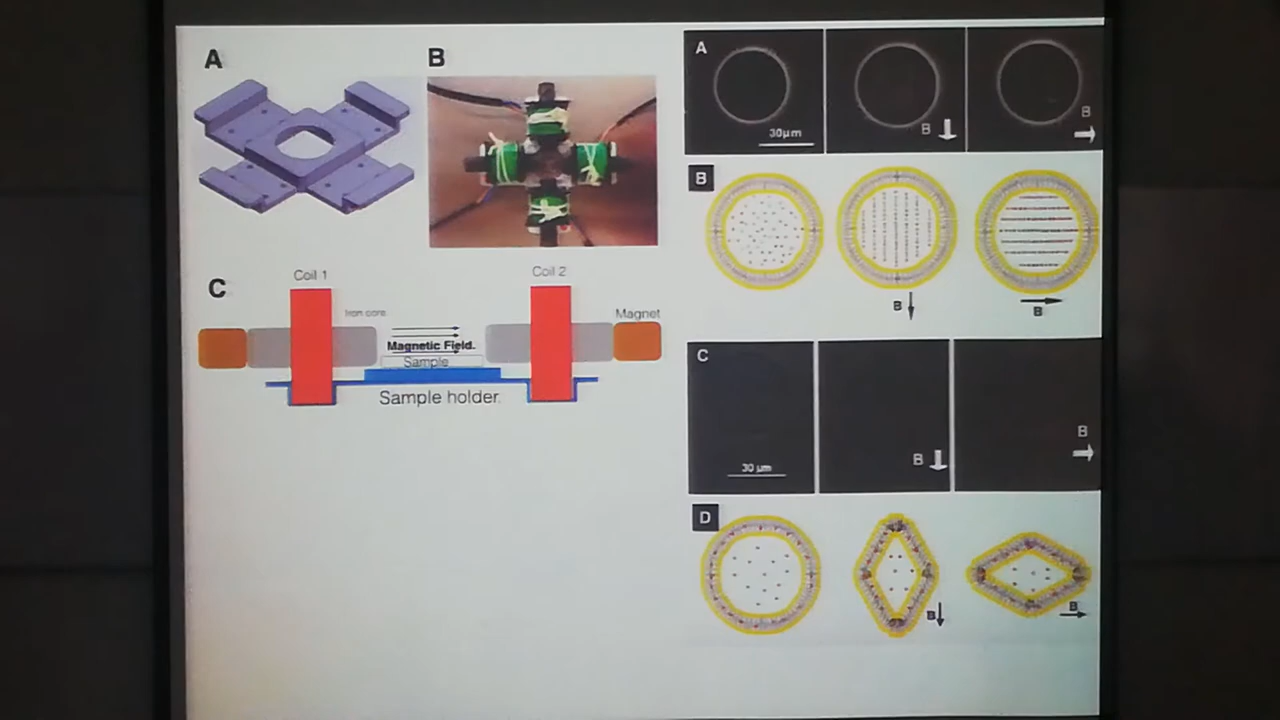 A
B
Coil 1
Coil 2
C
Iron core
Magnet
Magnetic Field.
Sample
Sample holder.
A
30µm
B
B
B
B
B
C
30 µm
B
B
D
B
B